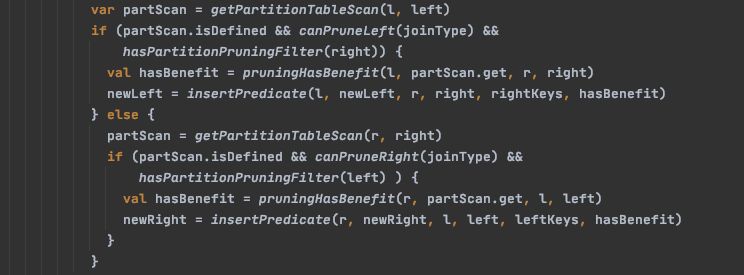 var partScan = getPartitionTableScan(l, left)
if (partScan.isDefined && canPruneLeft(joinType) &&
    hasPartitionPruningFilter(right)) {
  val hasBenefit = pruningHasBenefit(l, partScan.get, r, right)
  newLeft = insertPredicate(l, newLeft, r, right, rightKeys, hasBenefit)
} else {
  partScan = getPartitionTableScan(r, right)
  if (partScan.isDefined && canPruneRight(joinType) &&
      hasPartitionPruningFilter(left) ) {
    val hasBenefit = pruningHasBenefit(r, partScan.get, l, left)
    newRight = insertPredicate(r, newRight, l, left, leftKeys, hasBenefit)
  }
}